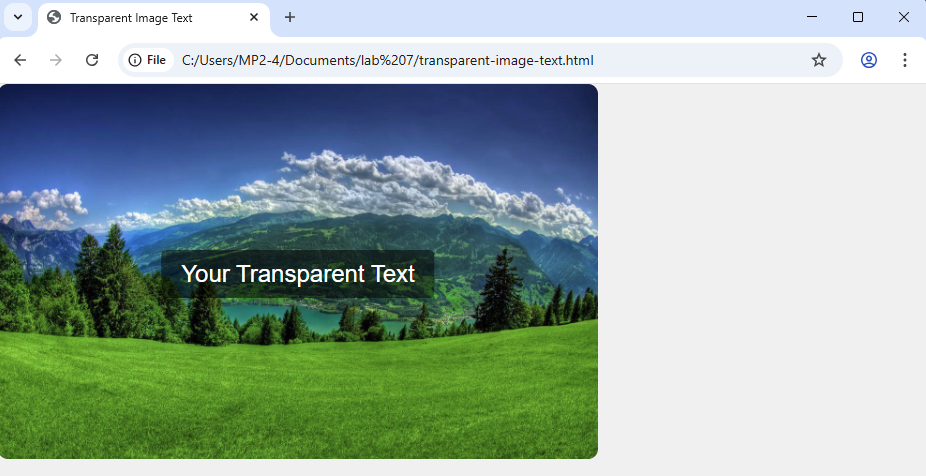 Transparent Image Text
File
C:/Users/MP2-4/Documents/lab%207/transparent-image-text.html
Your Transparent Text